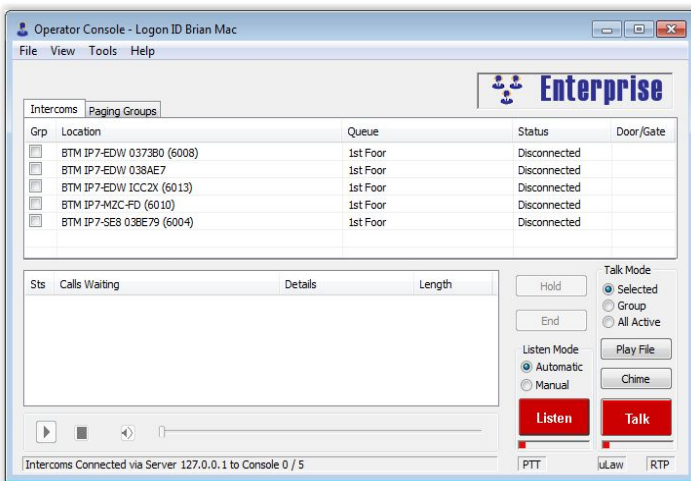 Operator Console - Logon ID Brian Mac
File View Tools Help
Enterprise
Intercoms Paging Groups
Grp Location Queue Status Door/Gate
BTM IP7-EDW 0373B0 (6008) 1st Foor Disconnected
BTM IP7-EDW 038AE7 1st Foor Disconnected
BTM IP7-EDW ICC2X (6013) 1st Foor Disconnected
BTM IP7-MZC-FD (6010) 1st Foor Disconnected
BTM IP7-SE8 03BE79 (6004) 1st Foor Disconnected
Sts Calls Waiting Details Length
Hold
End
Talk Mode
Selected
Group
All Active
Listen Mode
Automatic
Manual
Play File
Chime
Listen
Talk
Intercoms Connected via Server 127.0.0.1 to Console 0 / 5
PTT uLaw RTP